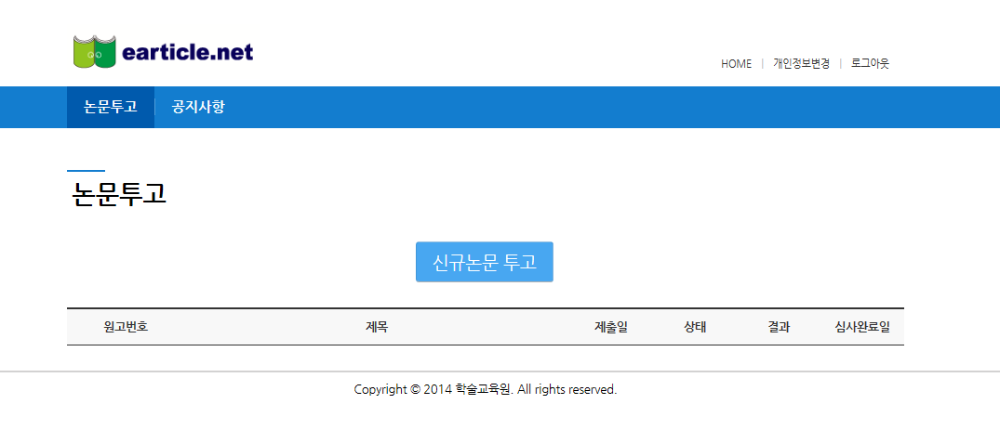 earticle.net
HOME | 개인정보변경 | 로그아웃
논문투고 공지사항
논문투고
신규논문 투고
원고번호 제목 제출일 상태 결과 심사완료일
Copyright © 2014 학술교육원. All rights reserved.